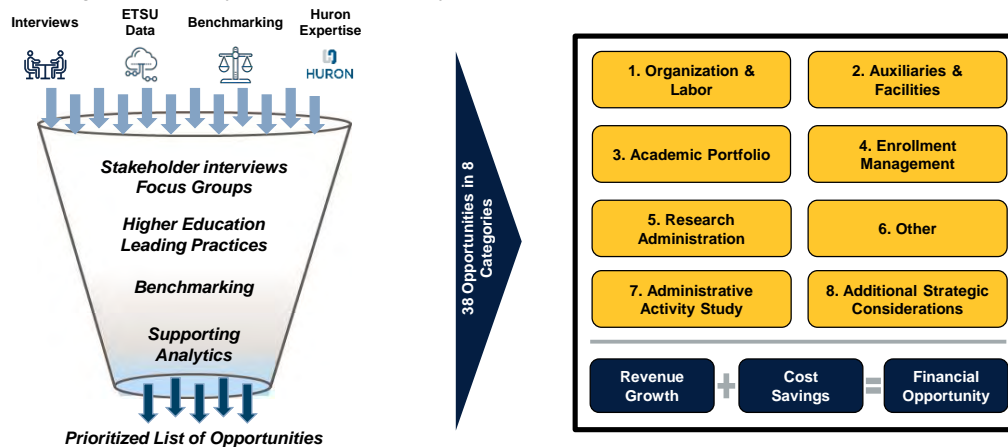 Interviews
ETSU
Data
Benchmarking
Huron
Expertise
HURON
Stakeholder interviews
Focus Groups
Higher Education
Leading Practices
Benchmarking
Supporting
Analytics
Prioritized List of Opportunities
38 Opportunities in 8
Categories
1. Organization &
Labor
2. Auxiliaries &
Facilities
3. Academic Portfolio
4. Enrollment
Management
5. Research
Administration
6. Other
7. Administrative
Activity Study
8. Additional Strategic
Considerations
Revenue
Growth
+
Cost
Savings
=
Financial
Opportunity